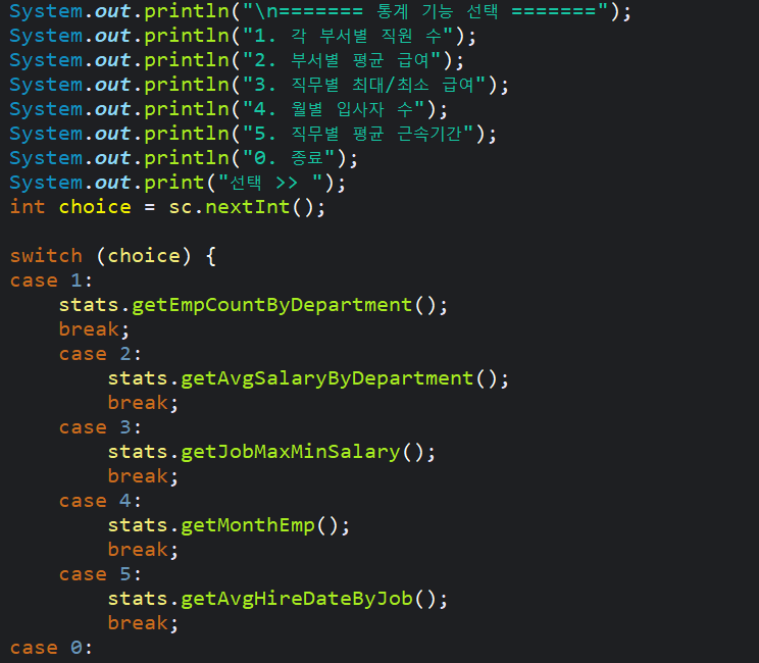 System.out.println("\n======= 통계 기능 선택 =======");
System.out.println("1. 각 부서별 직원 수");
System.out.println("2. 부서별 평균 급여");
System.out.println("3. 직무별 최대/최소 급여");
System.out.println("4. 월별 입사자 수");
System.out.println("5. 직무별 평균 근속기간");
System.out.println("0. 종료");
System.out.print("선택 >> ");
int choice = sc.nextInt();

switch (choice) {
case 1:
    stats.getEmpCountByDepartment();
    break;
    case 2:
        stats.getAvgSalaryByDepartment();
        break;
    case 3:
        stats.getJobMaxMinSalary();
        break;
    case 4:
        stats.getMonthEmp();
        break;
    case 5:
        stats.getAvgHireDateByJob();
        break;
case 0: